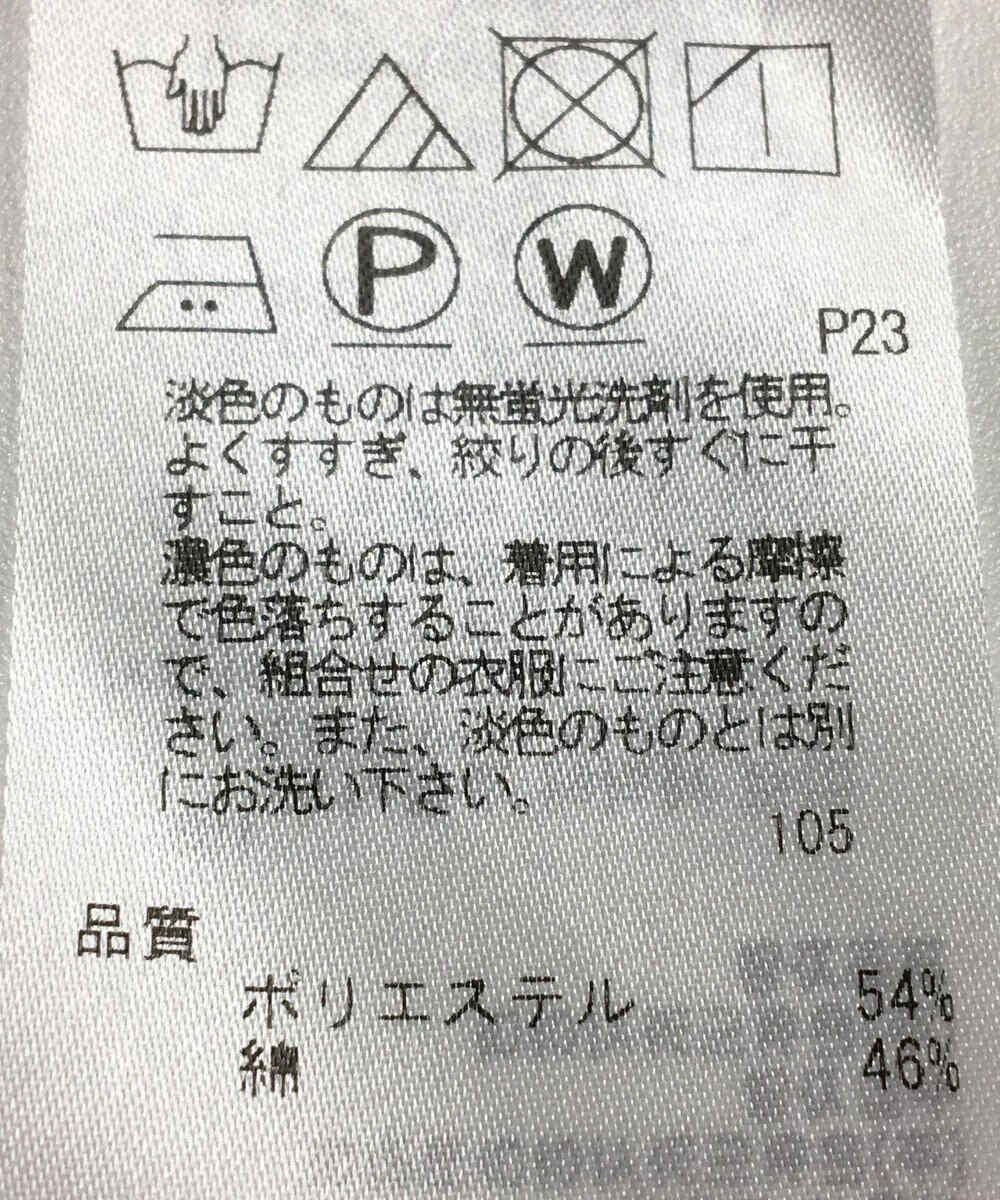 P
W
P23
淡色のものは無蛍光洗剤を使用。
よくすすぎ、絞りの後すぐに干
すこと。
濃色のものは、着用による摩擦
で色落ちすることがありますの
で、組合せの衣服にご注意くだ
さい。また、淡色のものとは別
にお洗い下さい。
105
品質
ポリエステル 54%
綿 46%